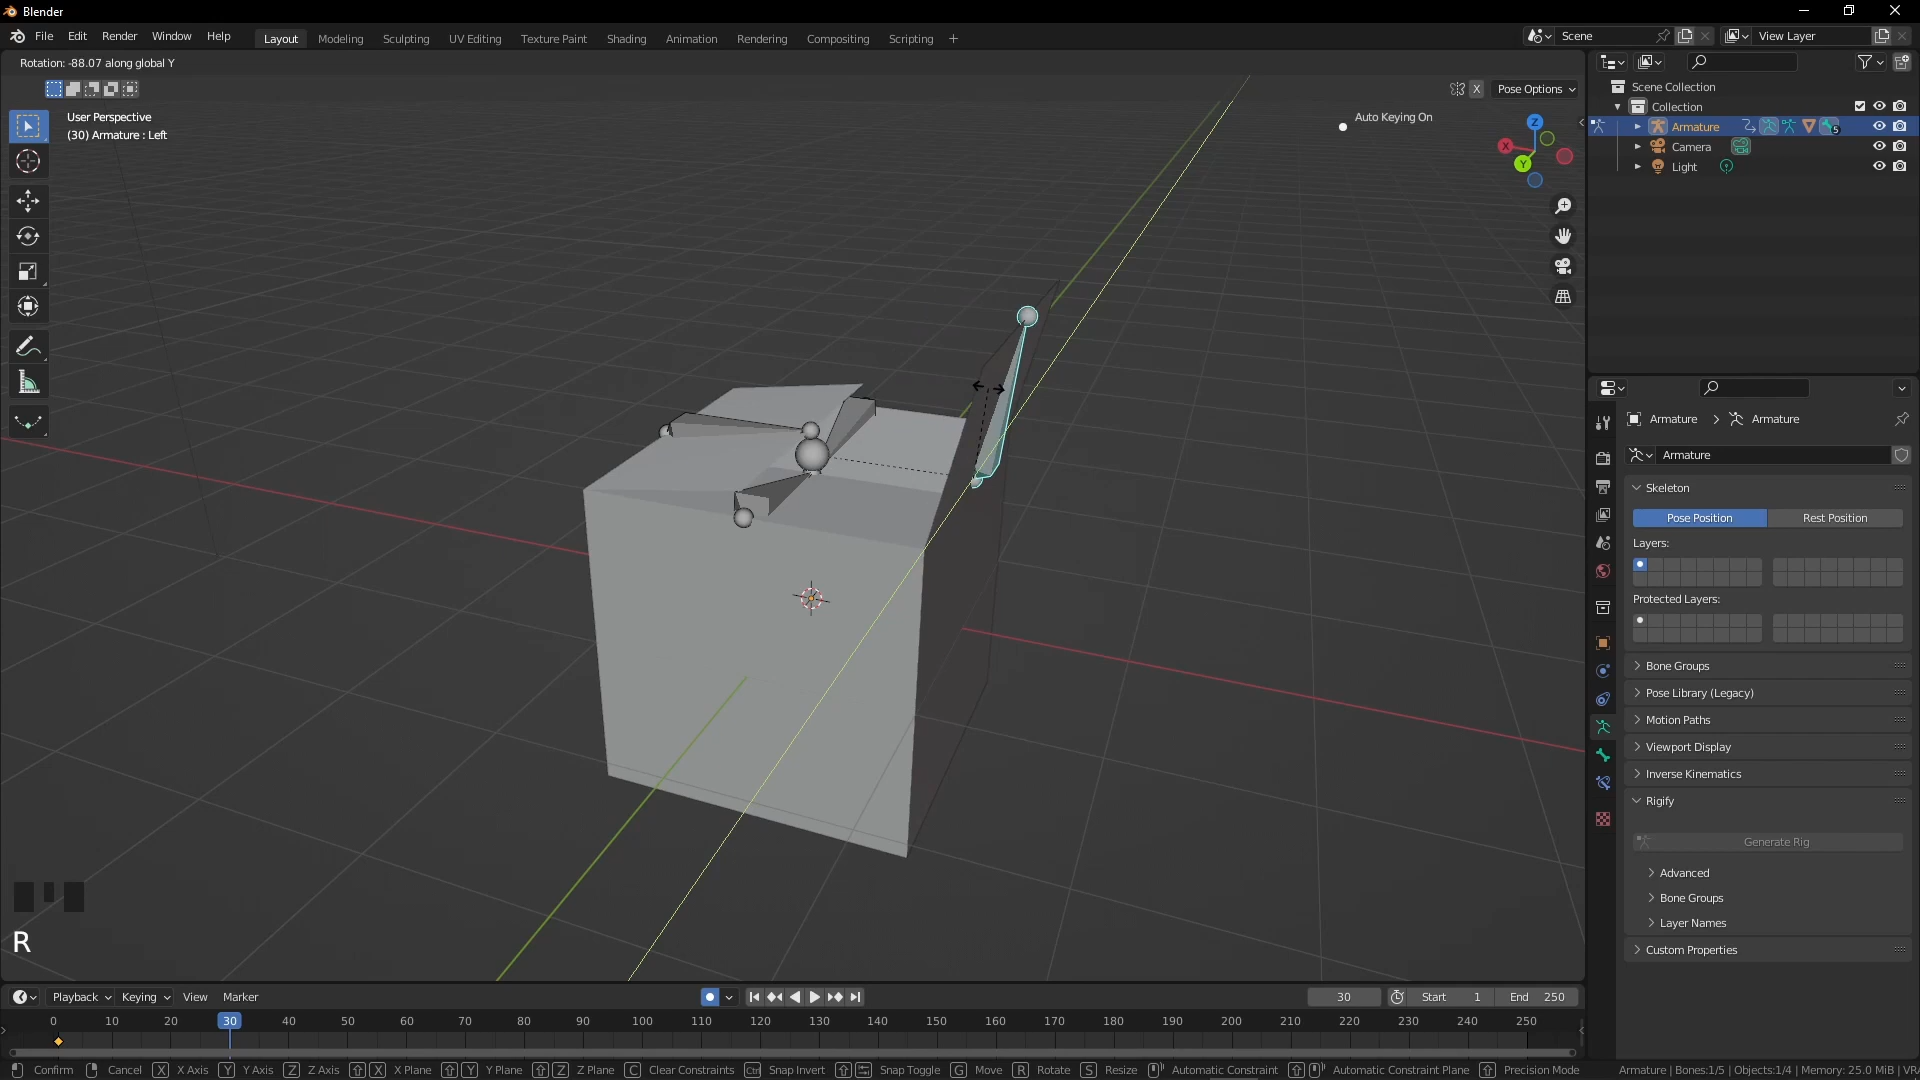 Blender
File Edit Render Window Help Layout Modeling Sculpting UV Editing Texture Paint Shading Animation Rendering Compositing Scripting + Scene View Layer
Rotation: -88.07 along global Y
X Pose Options
User Perspective
(30) Armature : Left
Auto Keying On
Z
X
Y
Scene Collection
Collection
Armature 5
Camera
Light
Armature > Armature
Armature
Skeleton
Pose Position Rest Position
Layers:
Protected Layers:
Bone Groups
Pose Library (Legacy)
Motion Paths
Viewport Display
Inverse Kinematics
Rigify
Generate Rig
Advanced
Bone Groups
Layer Names
Custom Properties
R
Playback Keying View Marker 30 Start 1 End 250
0 10 20 30 40 50 60 70 80 90 100 110 120 130 140 150 160 170 180 190 200 210 220 230 240 250
Confirm Cancel X X Axis Y Y Axis Z Z Axis X X Plane Y Y Plane Z Z Plane C Clear Constraints Ctrl Snap Invert Snap Toggle G Move R Rotate S Resize Automatic Constraint Automatic Constraint Plane Precision Mode Armature | Bones:1/5 | Objects:1/4 | Memory: 25.0 MiB | VR